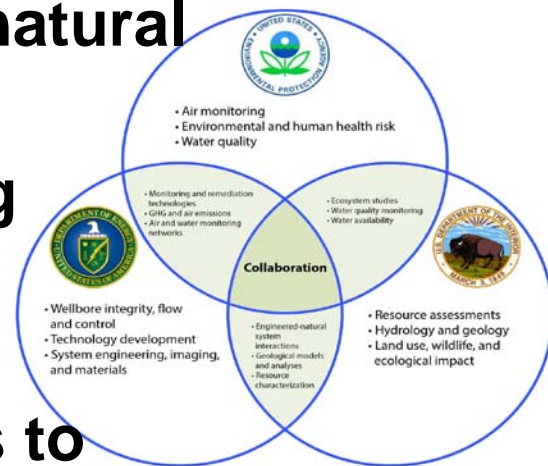 natural
g
s to
UNITED STATES
ENVIRONMENTAL PROTECTION AGENCY
• Air monitoring
• Environmental and human health risk
• Water quality
• Monitoring and remediation
technologies
• GHG and air emissions
• Air and water monitoring
networks
• Ecosystem studies
• Water quality monitoring
• Water availability
DEPARTMENT OF ENERGY
UNITED STATES OF AMERICA
U.S. DEPARTMENT OF THE INTERIOR
MARCH 3, 1849
Collaboration
• Wellbore integrity, flow
and control
• Technology development
• System engineering, imaging,
and materials
• Engineered-natural
system
interactions
• Geological models
and analyses
• Resource
characterization
• Resource assessments
• Hydrology and geology
• Land use, wildlife, and
ecological impact